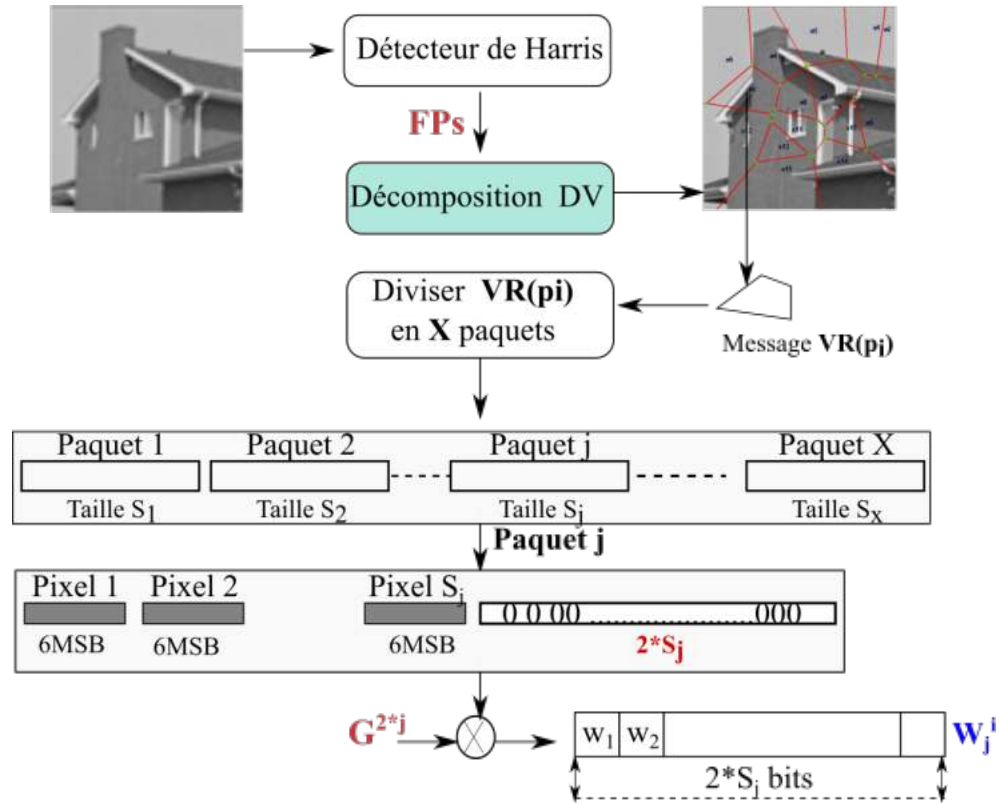 Détecteur de Harris
FPs
Décomposition DV
Diviser VR(pi)
en X paquets
Message VR(pi)
Paquet 1 Paquet 2 Paquet j Paquet X
Taille S1 Taille S2 Taille Sj Taille Sx
Paquet j
Pixel 1 Pixel 2 Pixel Sj
0 0 00 ......................000
6MSB 6MSB 6MSB 2*Sj
G2*j w1 w2 Wji
2*Sj bits